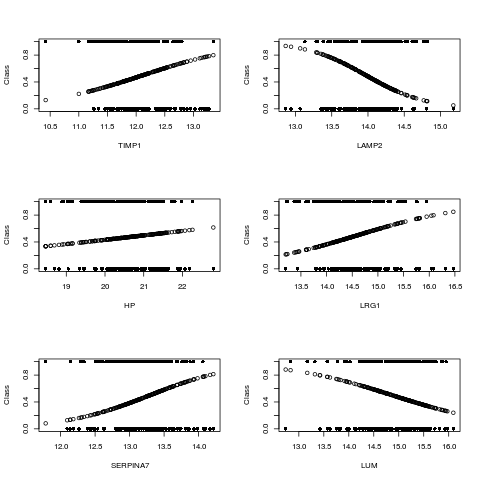 Class
0.0 0.4 0.8
10.5 11.0 11.5 12.0 12.5 13.0
TIMP1
Class
0.0 0.4 0.8
13.0 13.5 14.0 14.5 15.0
LAMP2
Class
0.0 0.4 0.8
19 20 21 22
HP
Class
0.0 0.4 0.8
13.5 14.0 14.5 15.0 15.5 16.0 16.5
LRG1
Class
0.0 0.4 0.8
12.0 12.5 13.0 13.5 14.0
SERPINA7
Class
0.0 0.4 0.8
13.0 13.5 14.0 14.5 15.0 15.5 16.0
LUM